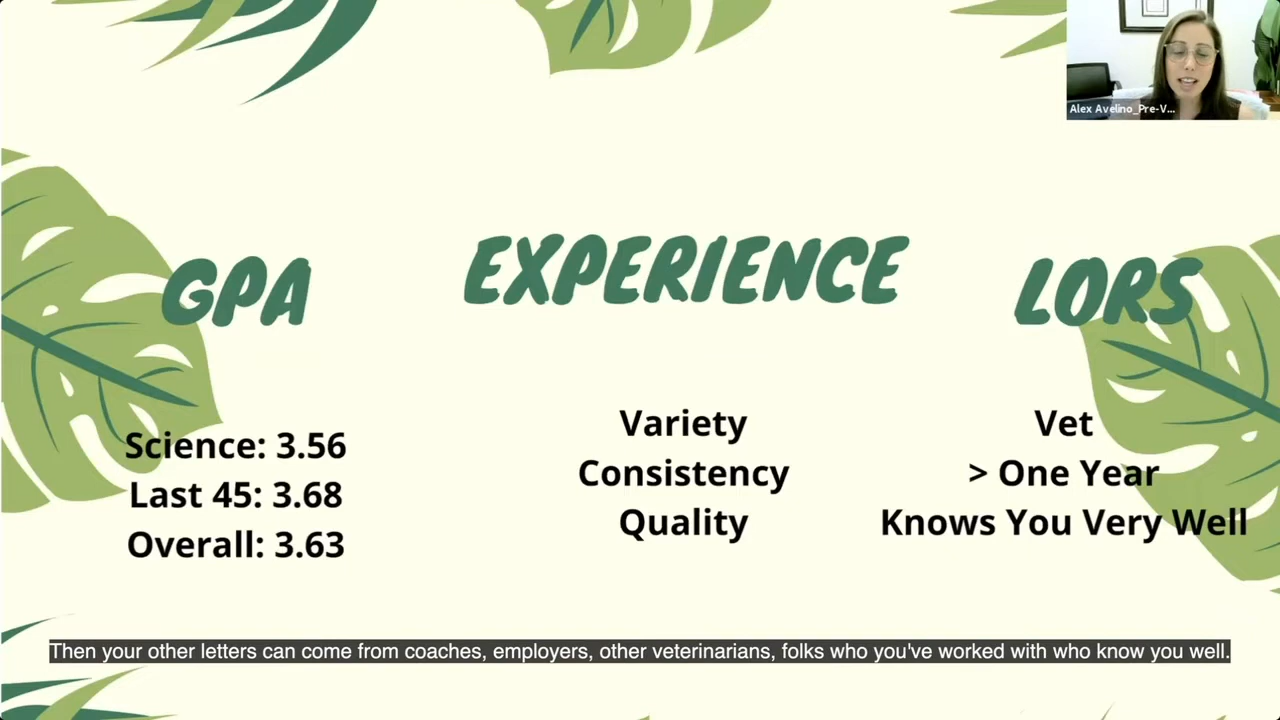 Alex Avelino_Pre-V...
GPA
EXPERIENCE
LORS
Science: 3.56
Last 45: 3.68
Overall: 3.63
Variety
Consistency
Quality
Vet
> One Year
Knows You Very Well
Then your other letters can come from coaches, employers, other veterinarians, folks who you've worked with who know you well.